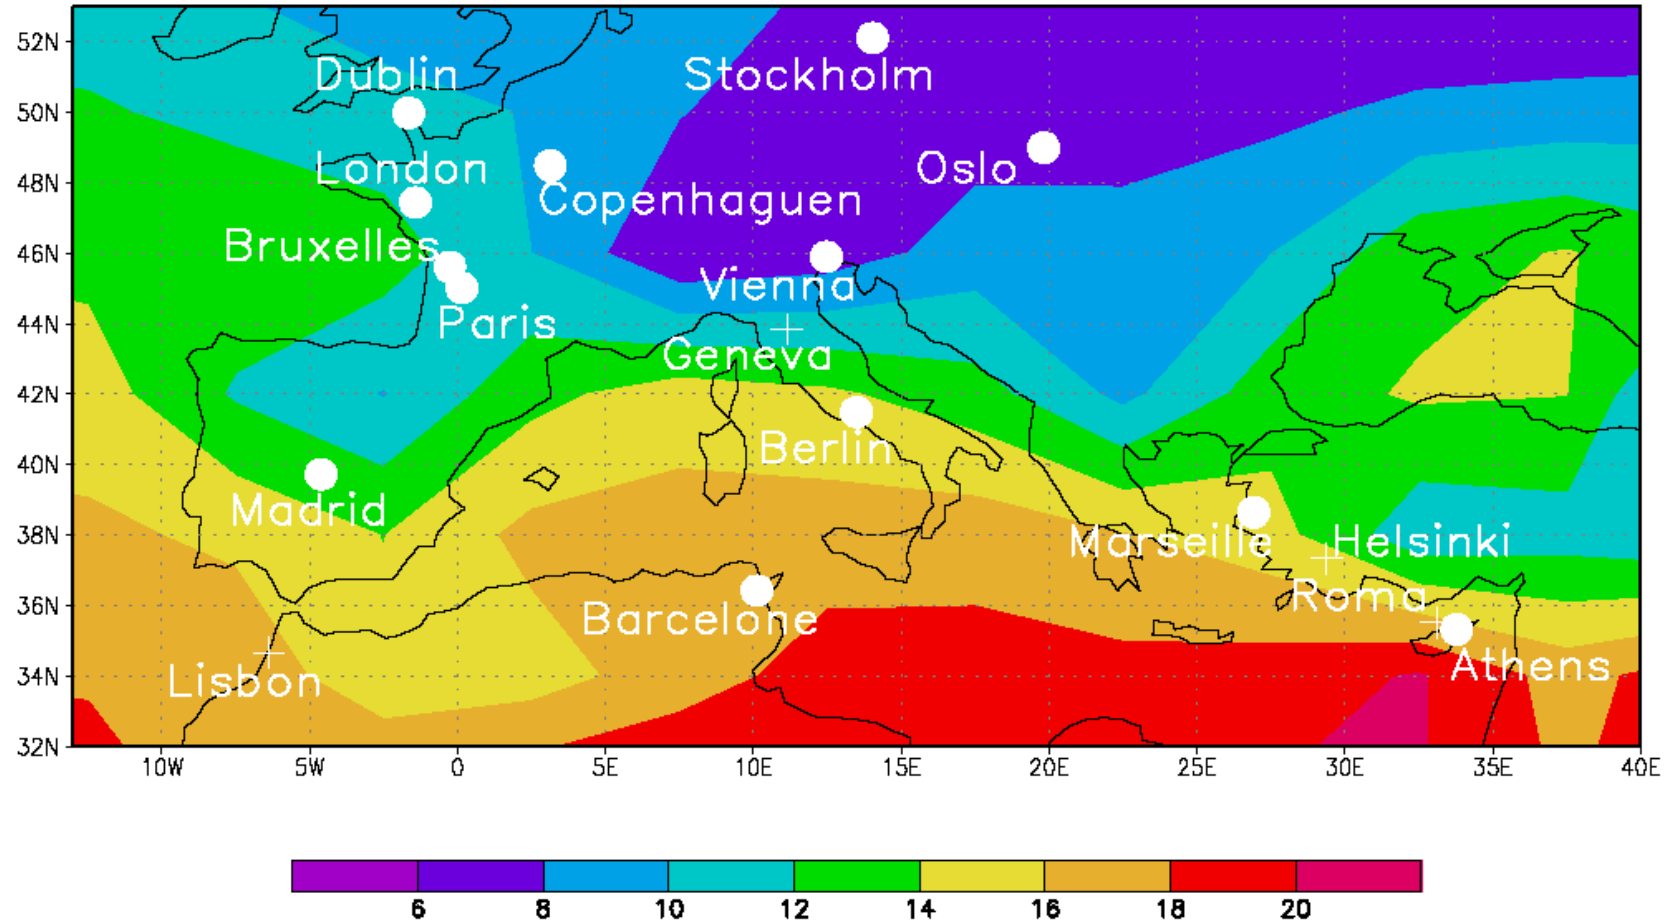 52N
Dublin
Stockholm
50N
London
Oslo
48N
Copenhaguen
Bruxelles
46N
Vienna
Paris
44N
Geneva
42N
Berlin
40N
Madrid
38N
Marseille
Helsinki
Roma
36N
Barcelone
Athens
34N
Lisbon
32N
10W 5W 0 5E 10E 15E 20E 25E 30E 35E 40E
6 8 10 12 14 16 18 20